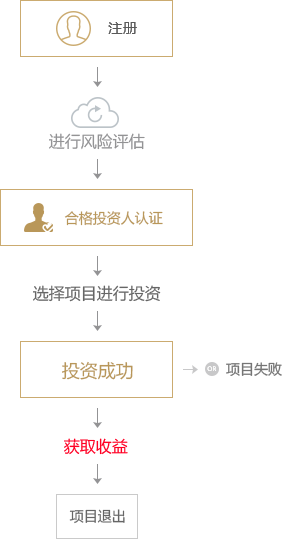 注册
进行风险评估
合格投资人认证
选择项目进行投资
投资成功
OR 项目失败
获取收益
项目退出